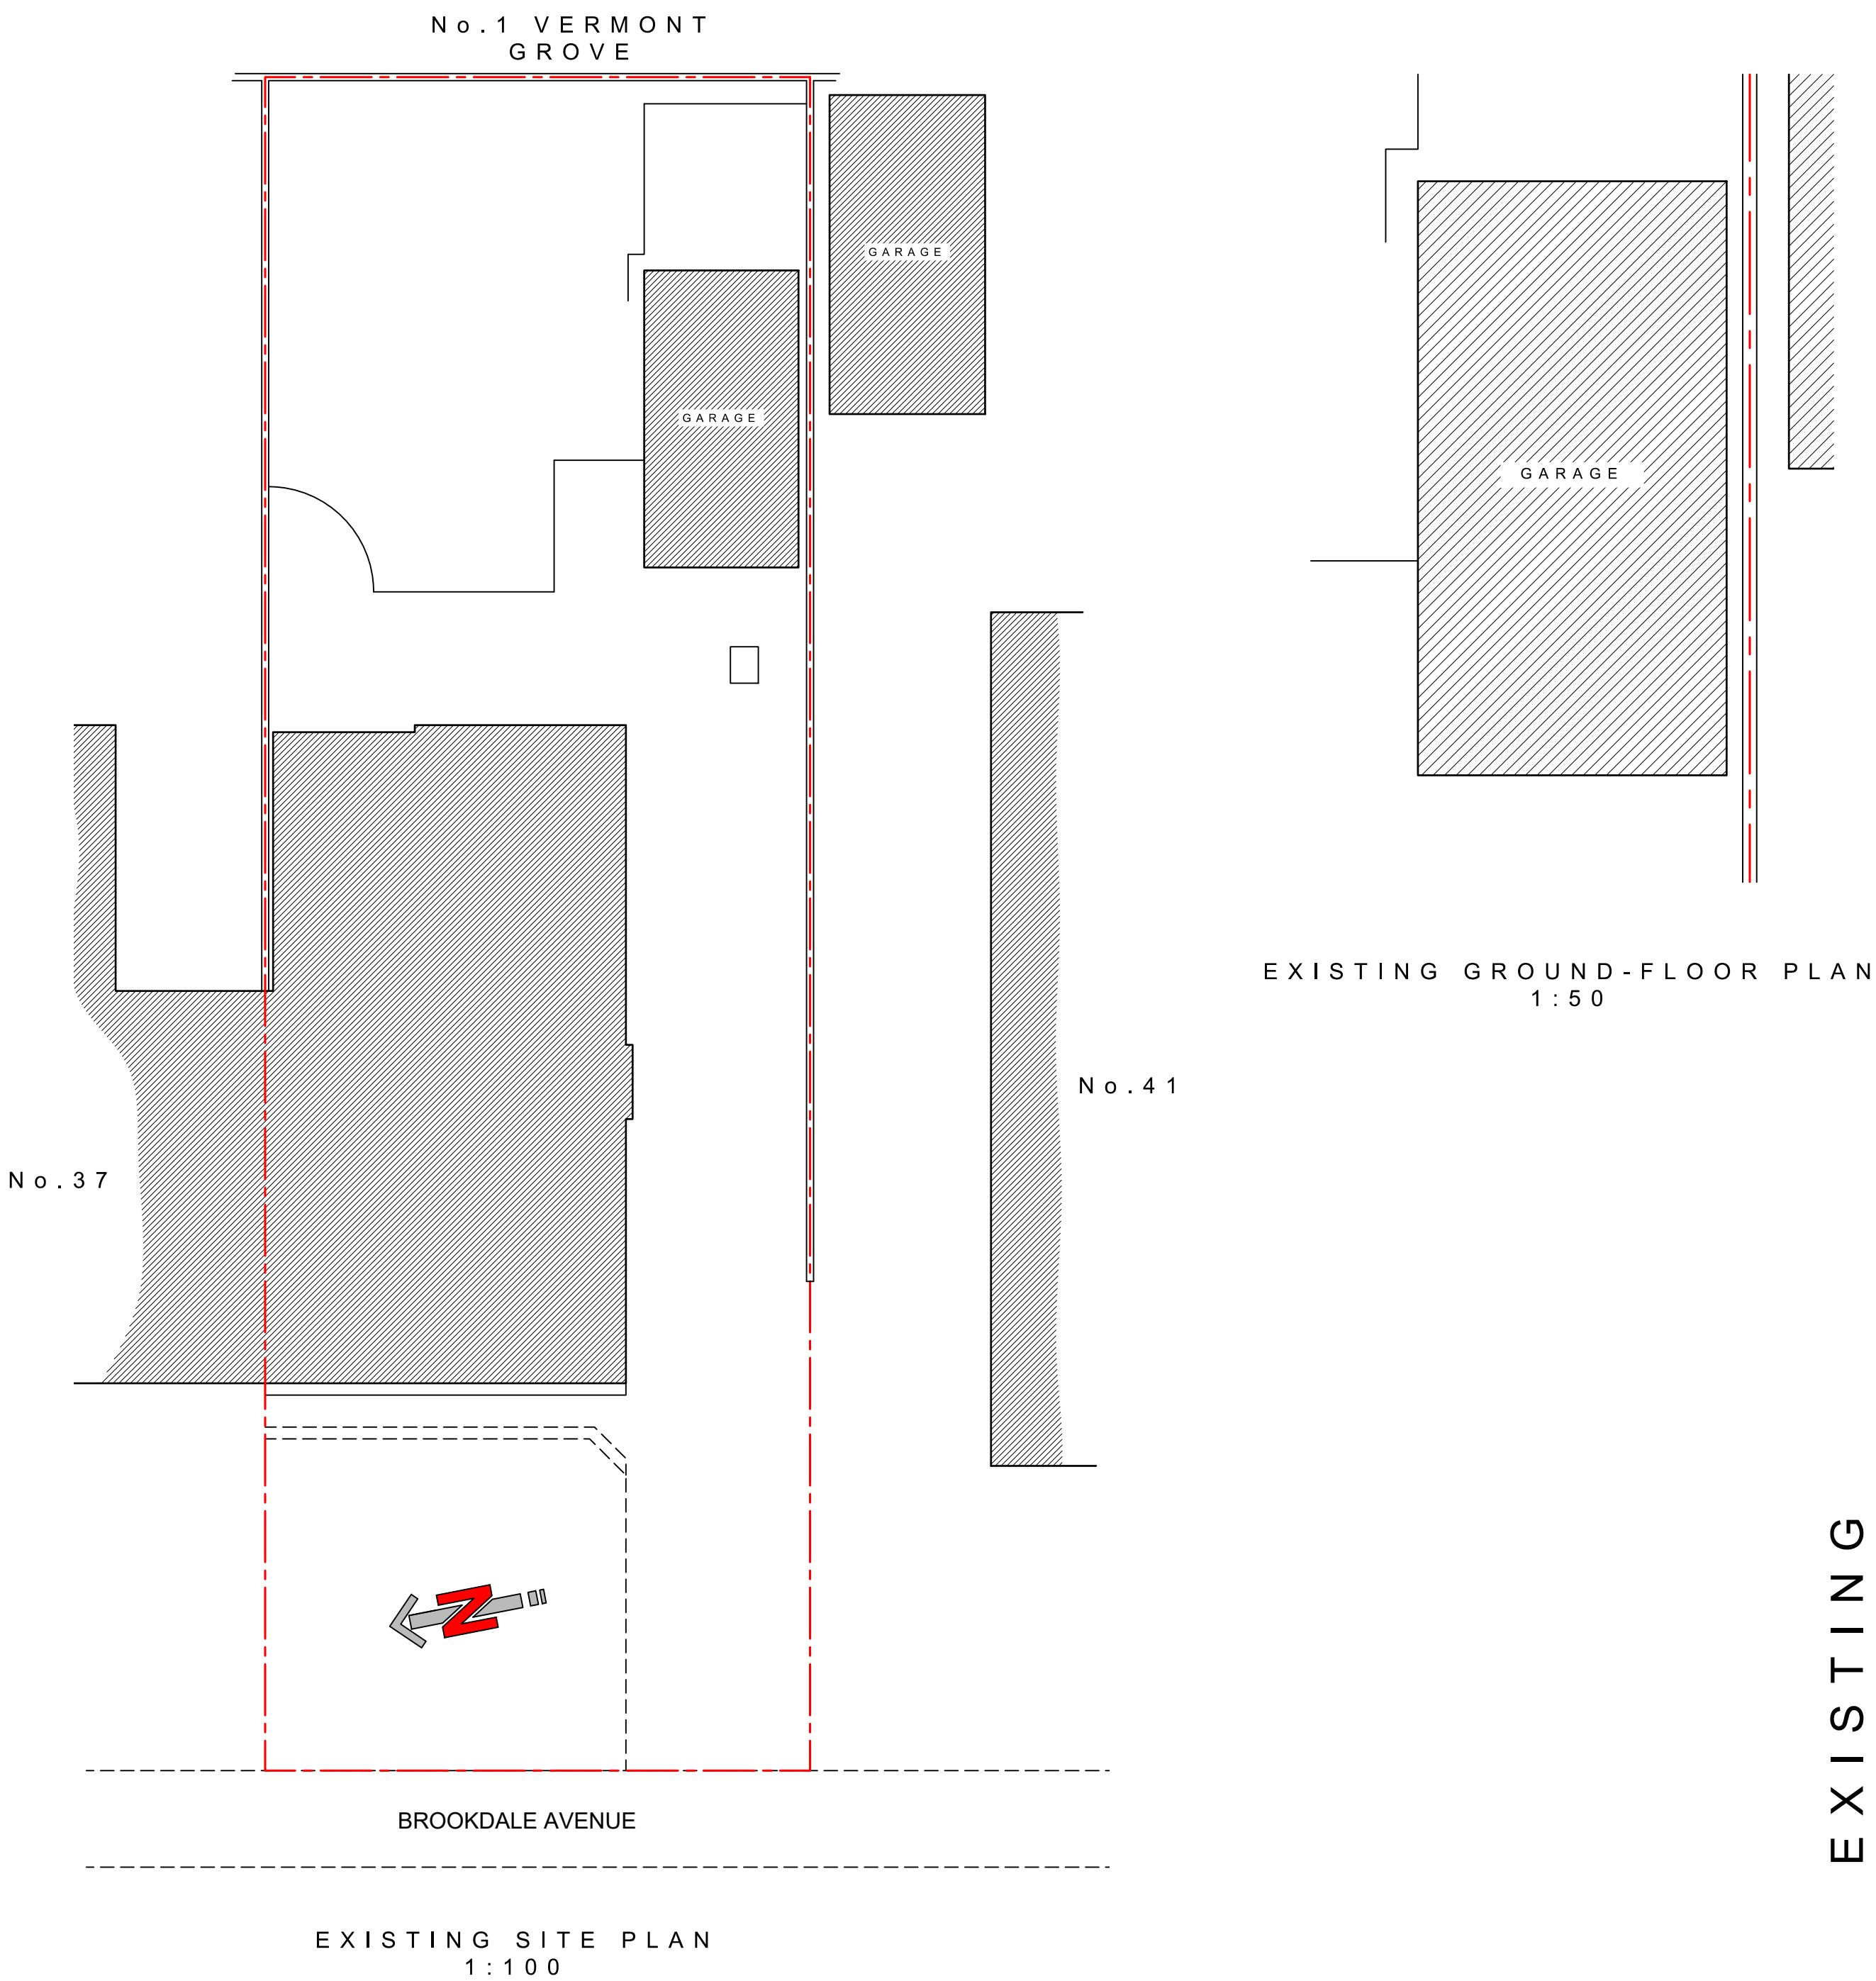 No.1 VERMONT
GROVE
GARAGE
GARAGE
GARAGE
EXISTING GROUND-FLOOR PLAN
1:50
No.41
No.37
N
EXISTING
BROOKDALE AVENUE
EXISTING SITE PLAN
1:100